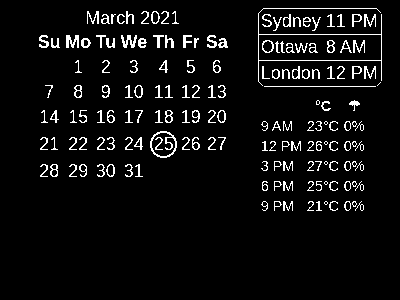 March 2021
Su Mo Tu We Th Fr Sa
1 2 3 4 5 6
7 8 9 10 11 12 13
14 15 16 17 18 19 20
21 22 23 24 25 26 27
28 29 30 31
Sydney 11 PM
Ottawa 8 AM
London 12 PM
°C
9 AM 23°C 0%
12 PM 26°C 0%
3 PM 27°C 0%
6 PM 25°C 0%
9 PM 21°C 0%